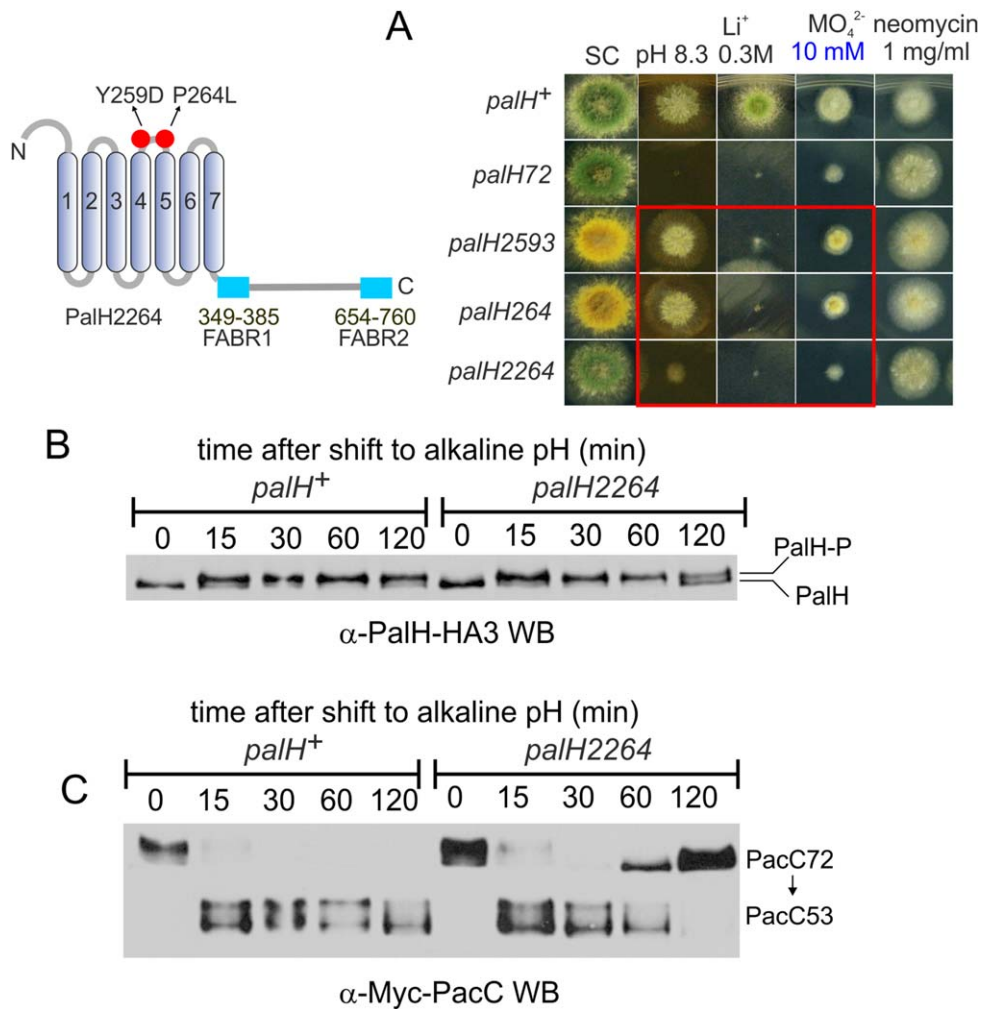 A
Y259D P264L
N
1 2 3 4 5 6 7
C
PalH2264
349-385 654-760
FABR1 FABR2
SC pH 8.3 Li⁺ 0.3M MO₄²⁻ 10 mM neomycin 1 mg/ml
palH⁺
palH72
palH2593
palH264
palH2264
B
time after shift to alkaline pH (min)
palH⁺ palH2264
0 15 30 60 120 0 15 30 60 120
PalH-P
PalH
α-PalH-HA3 WB
time after shift to alkaline pH (min)
palH⁺ palH2264
C
0 15 30 60 120 0 15 30 60 120
PacC72
↓
PacC53
α-Myc-PacC WB